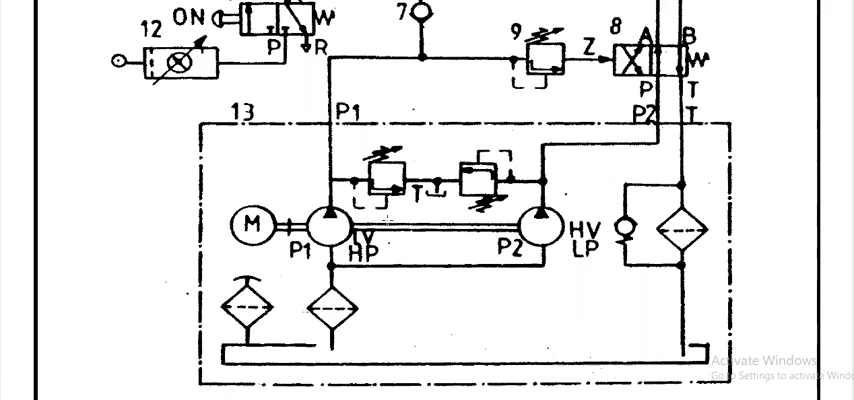 ON
12
P
R
7
9
8
A
B
Z
P
T
13
P1
P2
T
T
M
P1
LV
HP
P2
HV
LP
Activate Windows
Go to Settings to activate Windo